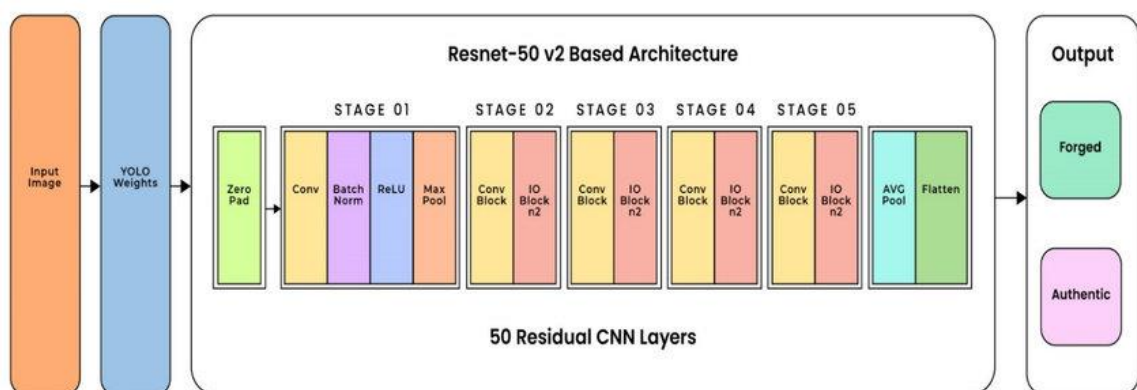 Resnet-50 v2 Based Architecture
Output
STAGE 01
STAGE 02
STAGE 03
STAGE 04
STAGE 05
Input
Image
YOLO
Weights
Zero
Pad
Conv
Batch
Norm
ReLU
Max
Pool
Conv
Block
IO
Block
n2
Conv
Block
IO
Block
n2
Conv
Block
IO
Block
n2
Conv
Block
IO
Block
n2
AVG
Pool
Flatten
Forged
Authentic
50 Residual CNN Layers